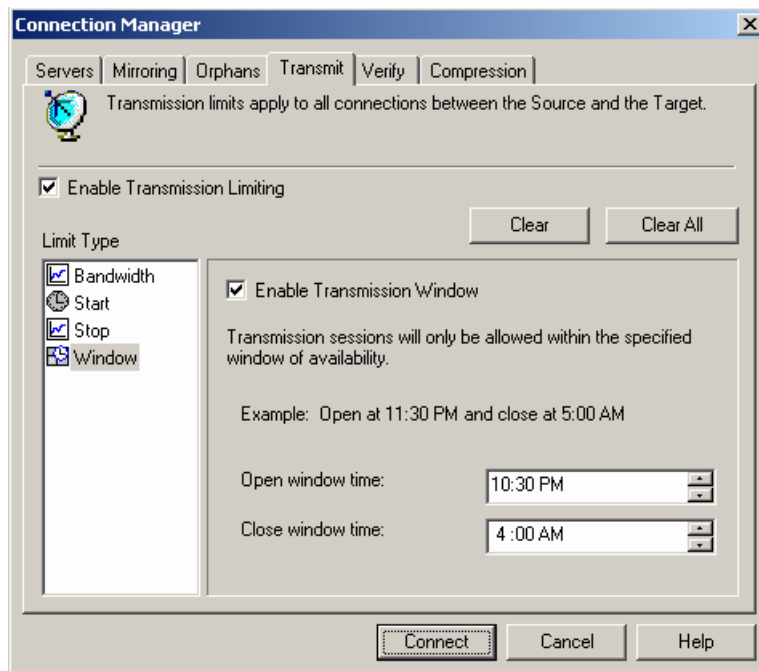 Connection Manager
Servers Mirroring Orphans Transmit Verify Compression
Transmission limits apply to all connections between the Source and the Target.
Enable Transmission Limiting
Clear Clear All
Limit Type
Bandwidth
Start
Stop
Window
Enable Transmission Window
Transmission sessions will only be allowed within the specified
window of availability.
Example: Open at 11:30 PM and close at 5:00 AM
Open window time: 10:30 PM
Close window time: 4 :00 AM
Connect Cancel Help